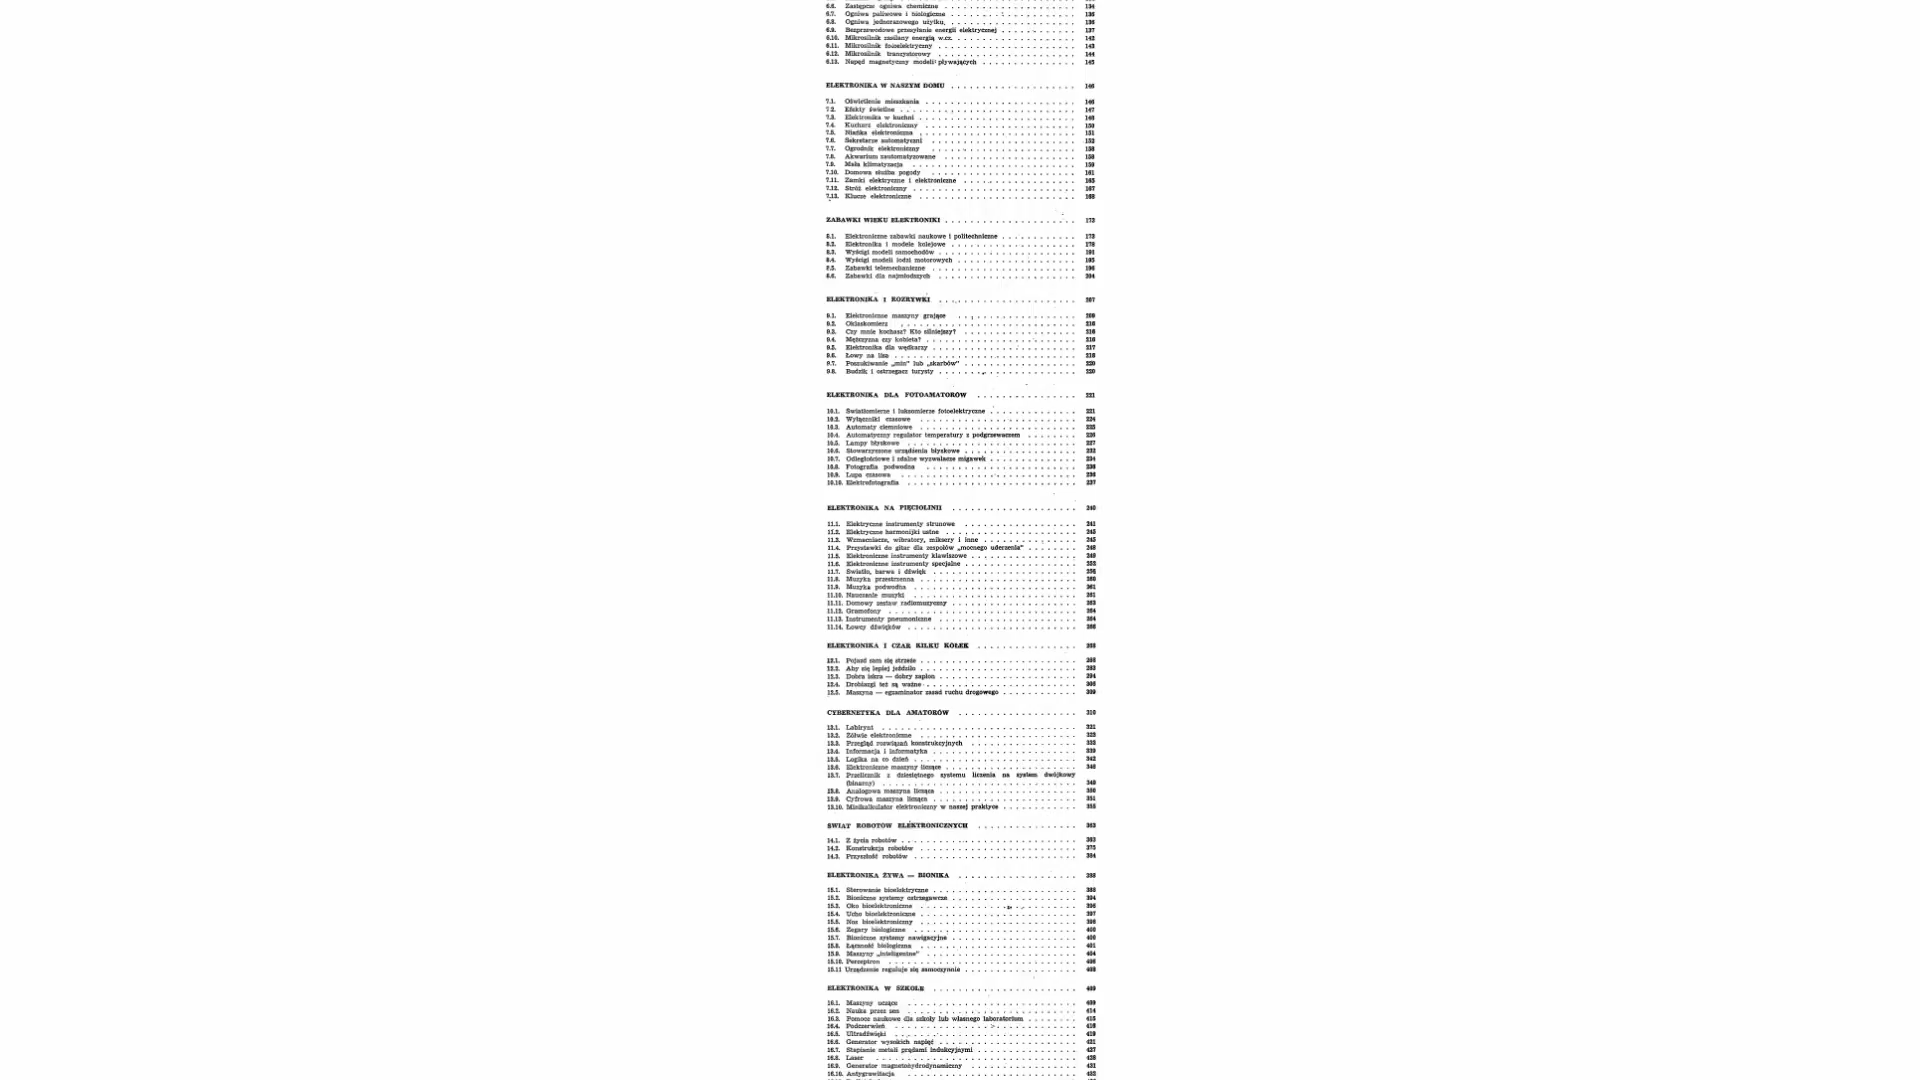 6.6. Zastępcze ogniwa chemiczne 134
6.7. Ogniwa paliwowe i biologiczne 135
6.8. Ogniwa jednorazowego użytku 136
6.9. Bezprzewodowe przesyłanie energii elektrycznej 137
6.10. Mikrosilnik zasilany energią w.cz. 142
6.11. Mikrosilnik fotoelektryczny 143
6.12. Mikrosilnik tranzystorowy 144
6.13. Napęd magnetyczny modeli pływających 145
ELEKTRONIKA W NASZYM DOMU 146
7.1. Oświetlenie mieszkania 146
7.2. Efekty świetlne 147
7.3. Elektronika w kuchni 149
7.4. Kucharz elektroniczny 150
7.5. Niańka elektroniczna 151
7.6. Sekretarze automatyczni 152
7.7. Ogrodnik elektroniczny 158
7.8. Akwarium zautomatyzowane 158
7.9. Mała klimatyzacja 159
7.10. Domowa służba pogody 161
7.11. Zamki elektryczne i elektroniczne 165
7.12. Stróż elektroniczny 167
7.13. Klucze elektroniczne 168
ZABAWKI WIEKU ELEKTRONIKI 173
8.1. Elektroniczne zabawki naukowe i politechniczne 173
8.2. Elektronika i modele kolejowe 178
8.3. Wyścigi modeli samochodów 191
8.4. Wyścigi modeli łodzi motorowych 195
8.5. Zabawki telemechaniczne 196
8.6. Zabawki dla najmłodszych 204
ELEKTRONIKA I ROZRYWKI 207
9.1. Elektroniczne maszyny grające 209
9.2. Oklaskomierz 216
9.3. Czy mnie kochasz? Kto silniejszy? 216
9.4. Mężczyzna czy kobieta? 216
9.5. Elektronika dla wędkarzy 217
9.6. Łowy na lisa 218
9.7. Poszukiwanie „min" lub „skarbów" 220
9.8. Budzik i ostrzegacz turysty 220
ELEKTRONIKA DLA FOTOAMATORÓW 221
10.1. Światłomierze i luksomierze fotoelektryczne 221
10.2. Wyłączniki czasowe 224
10.3. Automaty ciemniowe 225
10.4. Automatyczny regulator temperatury z podgrzewaczem 226
10.5. Lampy błyskowe 227
10.6. Stowarzyszone urządzenia błyskowe 232
10.7. Odległościowe i zdalne wyzwalacze migawek 234
10.8. Fotografia podwodna 236
10.9. Lupa czasowa 236
10.10. Elektrofotografia 237
ELEKTRONIKA NA PIĘCIOLINII 240
11.1. Elektryczne instrumenty strunowe 241
11.2. Elektryczne harmonijki ustne 245
11.3. Wzmacniacze, wibratory, miksery i inne 245
11.4. Przystawki do gitar dla zespołów „mocnego uderzenia" 248
11.5. Elektroniczne instrumenty klawiszowe 249
11.6. Elektroniczne instrumenty specjalne 252
11.7. Światło, barwa i dźwięk
11.8. Muzyka przestrzenna 260
11.9. Muzyka podwodna 261
11.10. Nauczanie muzyki 261
11.11. Domowy zestaw radiomuzyczny 263
11.12. Gramofony 264
11.13. Instrumenty pneumoniczne 264
11.14. Łowcy dźwięków 266
ELEKTRONIKA I CZAR KILKU KÓŁEK
12.1. Pojazd sam się strzeże
12.2. Aby się lepiej jeździło
12.3. Dobra iskra — dobry zapłon 294
12.4. Drobiazgi też są ważne 305
12.5. Maszyna — egzaminator zasad ruchu drogowego 309
CYBERNETYKA DLA AMATORÓW 310
13.1. Labirynt 321
13.2. Żółwie elektroniczne 323
13.3. Przegląd rozwiązań konstrukcyjnych 333
13.4. Informacja i informatyka 339
13.5. Logika na co dzień 342
13.6. Elektroniczne maszyny liczące 348
13.7. Przelicznik z dziesiętnego systemu liczenia na system dwójkowy
(binarny) 349
13.8. Analogowa maszyna licząca 350
13.9. Cyfrowa maszyna licząca 351
13.10. Minikalkulator elektroniczny w naszej praktyce 355
ŚWIAT ROBOTÓW ELEKTRONICZNYCH 363
14.1. Z życia robotów 363
14.2. Konstrukcja robotów 375
14.3. Przyszłość robotów 384
ELEKTRONIKA ŻYWA — BIONIKA 388
15.1. Sterowanie bioelektryczne 388
15.2. Bioniczne systemy ostrzegawcze 394
15.3. Oko bioelektroniczne 396
15.4. Ucho bioelektroniczne 397
15.5. Nos bioelektroniczny 398
15.6. Zegary biologiczne 400
15.7. Bioniczne systemy nawigacyjne 400
15.8. Łączność biologiczna 401
15.9. Maszyny „inteligentne" 404
15.10. Perceptron 406
15.11 Urządzenie reguluje się samoczynnie 408
ELEKTRONIKA W SZKOLE 409
16.1. Maszyny uczące 409
16.2. Nauka przez sen 414
16.3. Pomoce naukowe dla szkoły lub własnego laboratorium 415
16.4. Podczerwień 418
16.5. Ultradźwięki 419
16.6. Generator wysokich napięć 421
16.7. Stapianie metali prądami indukcyjnymi 427
16.8. Laser 428
16.9. Generator magnetohydrodynamiczny 431
16.10. Antygrawitacja 432